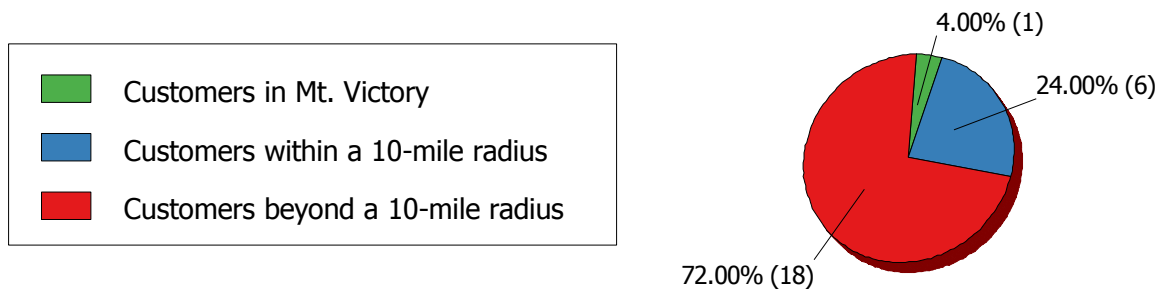 Customers in Mt. Victory
Customers within a 10-mile radius
Customers beyond a 10-mile radius
4.00% (1)
24.00% (6)
72.00% (18)